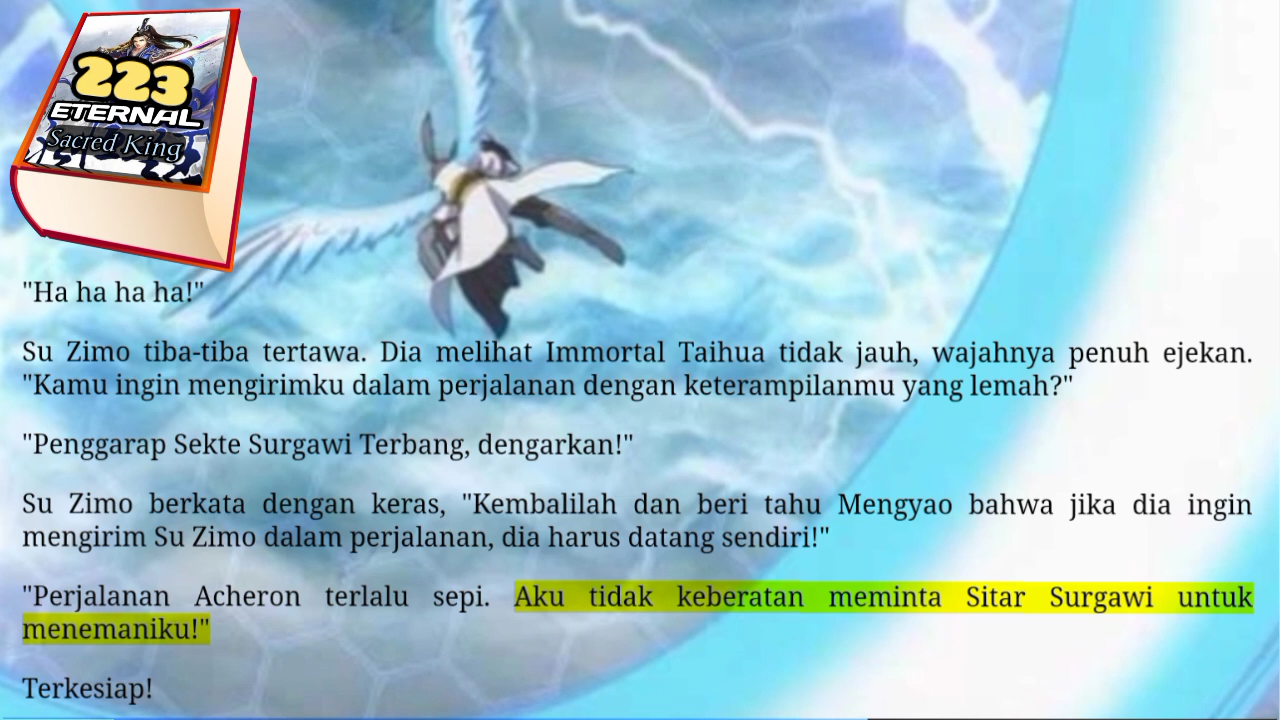 223
ETERNAL
Sacred King
"Ha ha ha ha!"
Su Zimo tiba-tiba tertawa. Dia melihat Immortal Taihua tidak jauh, wajahnya penuh ejekan.
"Kamu ingin mengirimku dalam perjalanan dengan keterampilanmu yang lemah?"
"Penggarap Sekte Surgawi Terbang, dengarkan!"
Su Zimo berkata dengan keras, "Kembalilah dan beri tahu Mengyao bahwa jika dia ingin
mengirim Su Zimo dalam perjalanan, dia harus datang sendiri!"
"Perjalanan Acheron terlalu sepi. Aku tidak keberatan meminta Sitar Surgawi untuk
menemaniku!"
Terkesiap!